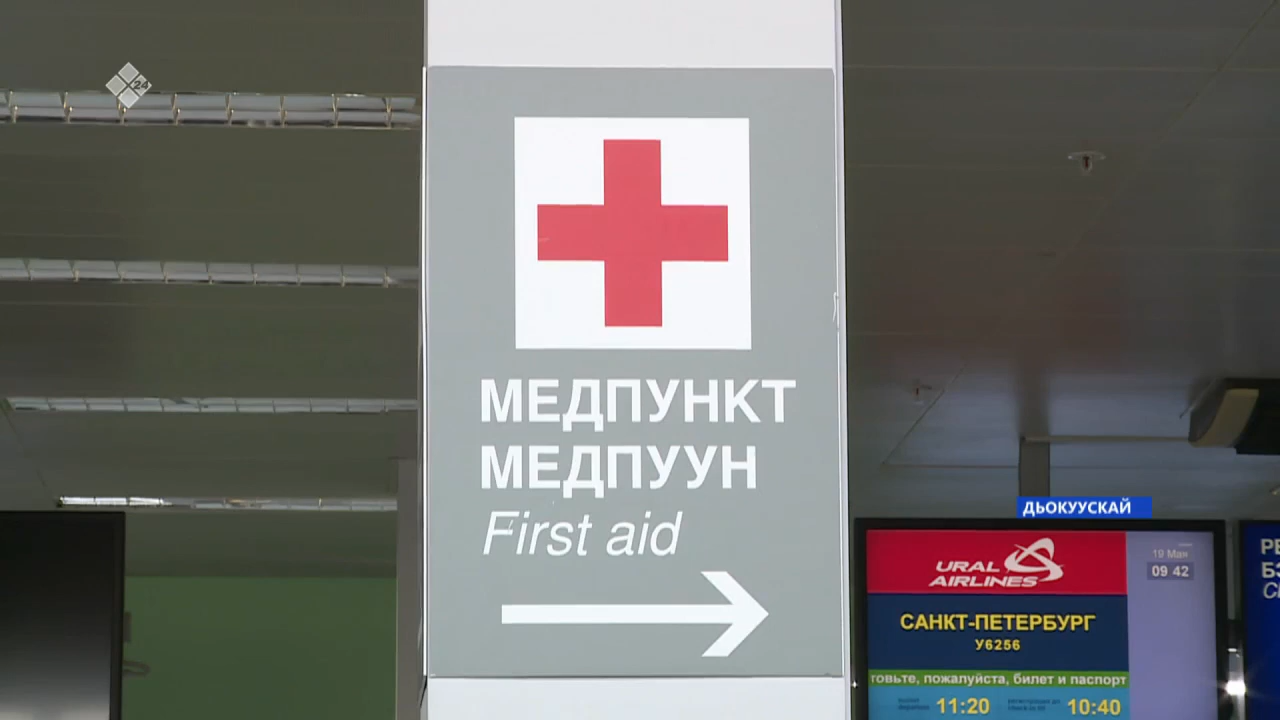 24
МЕДПУНКТ
МЕДПУУН
First aid
ДЬОКУУСКАЙ
URAL
AIRLINES
19 Мая
09 42
САНКТ-ПЕТЕРБУРГ
У6256
товьте, пожалуйста, билет и паспорт
11:20
10:40